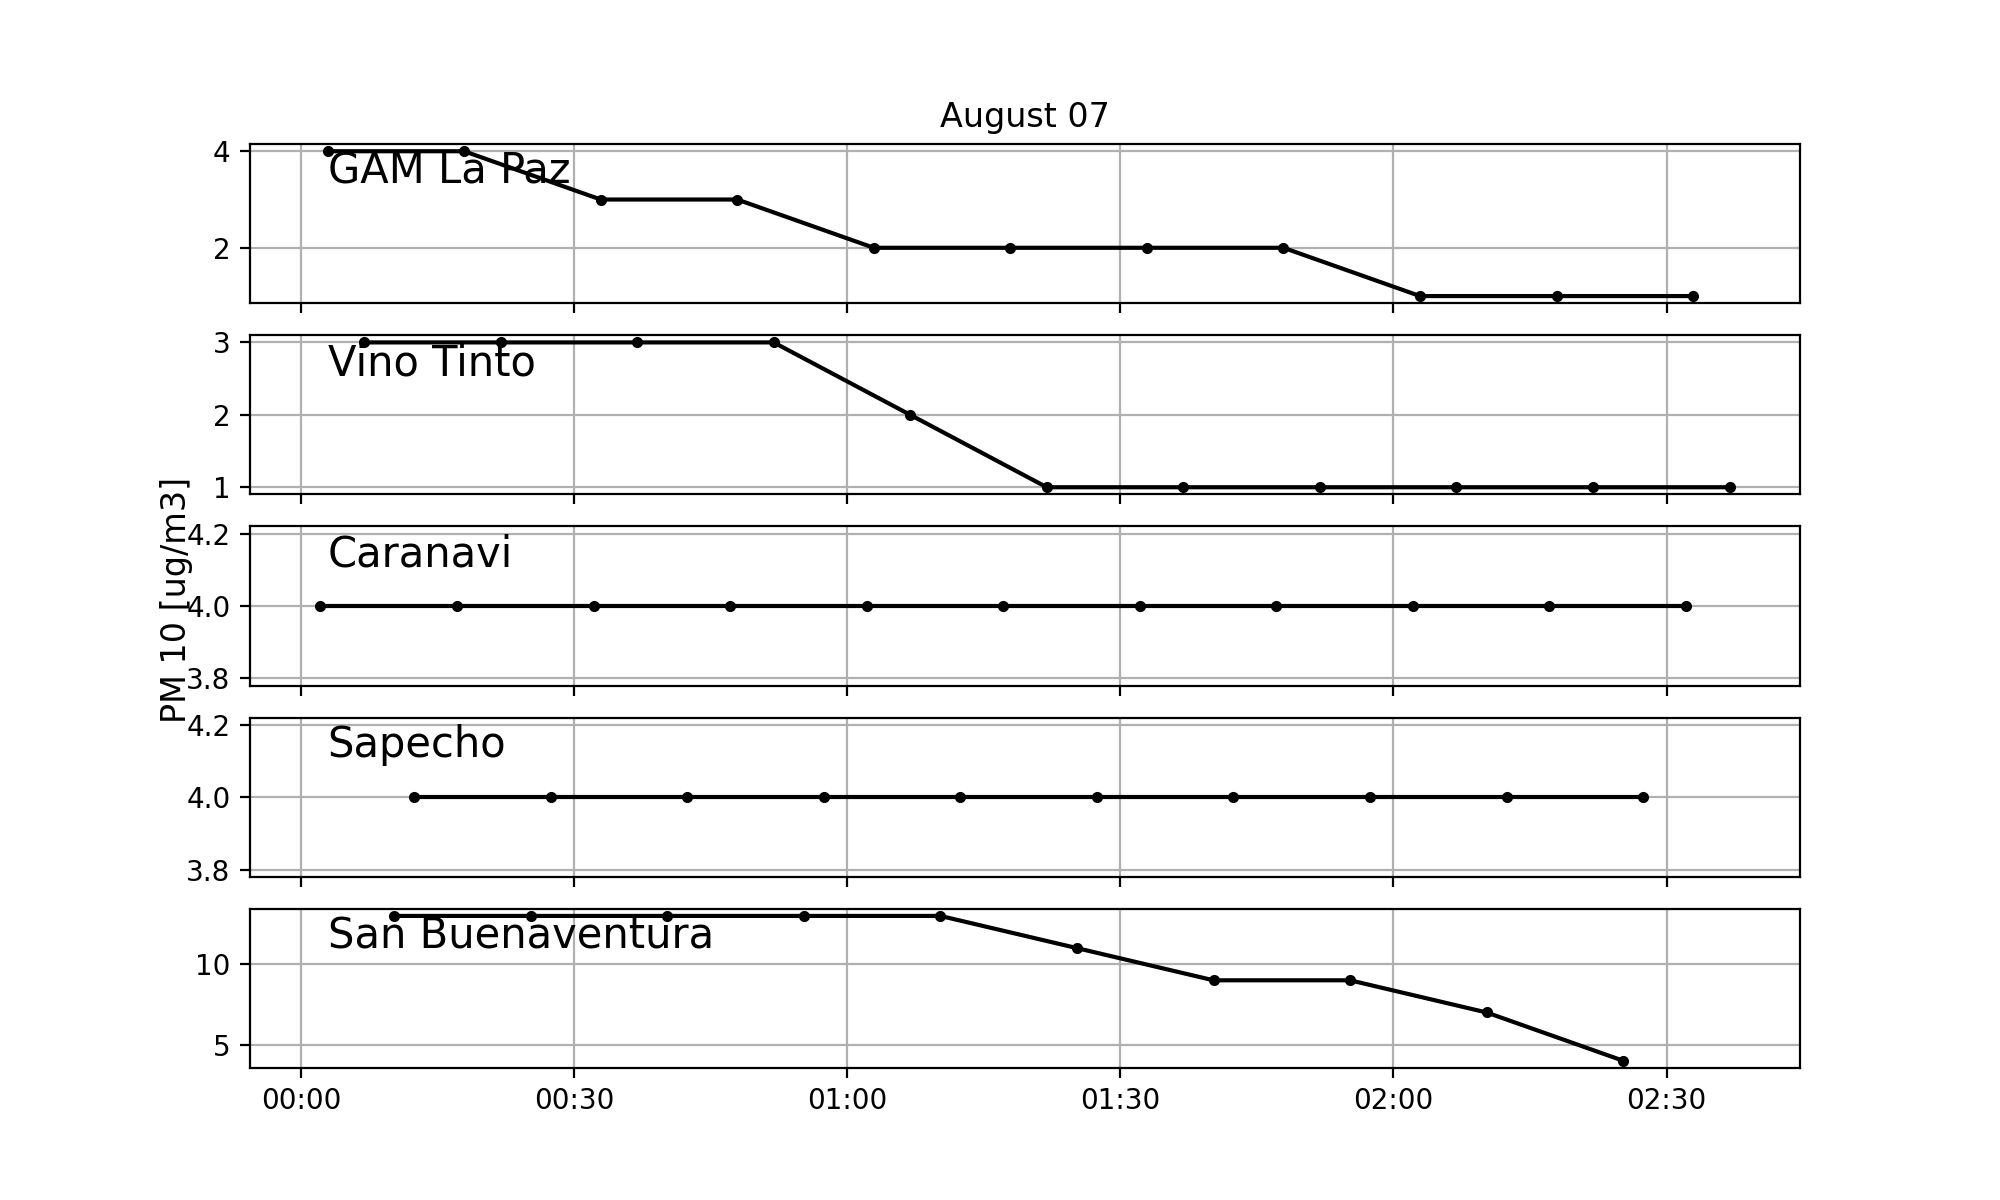 August 07
GAM La Paz
4
2
Vino Tinto
3
2
1
PM 10 [ug/m3]
Caranavi
4.2
4.0
3.8
Sapecho
4.2
4.0
3.8
San Buenaventura
10
5
00:00 00:30 01:00 01:30 02:00 02:30